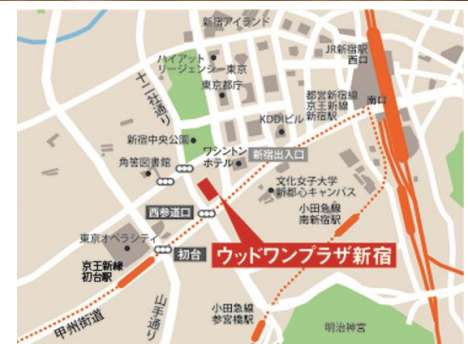 新宿アイランド
JR新宿駅
西口
ハイアット
リージェンシー東京
十二社通り
東京都庁
都営新宿線
京王新線
新宿駅
南口
KDDIビル
新宿中央公園
ワシントン
ホテル
新宿出入口
角筈図書館
文化女子大学
新都心キャンパス
西参道口
小田急線
南新宿駅
東京オペラシティ
初台
ウッドワンプラザ新宿
京王新線
初台駅
山手通り
甲州街道
小田急線
参宮橋駅
明治神宮